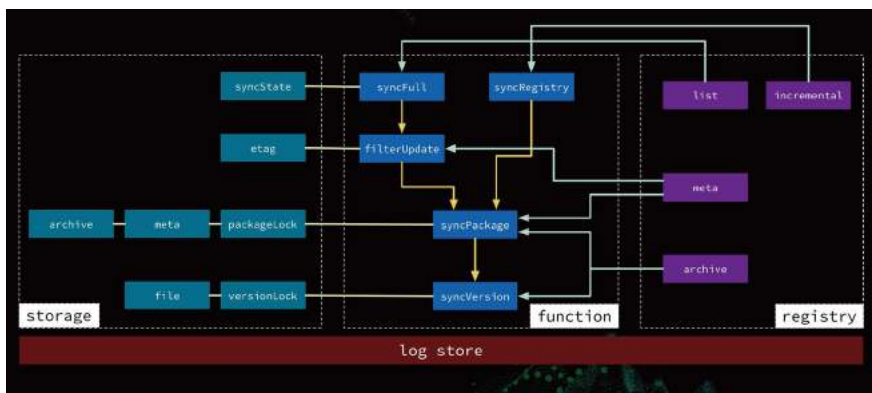 syncState
syncFull
syncRegistry
list
incremental
etag
filterUpdate
meta
archive
meta
packageLock
syncPackage
archive
file
versionLock
syncVersion
storage
function
registry
log store